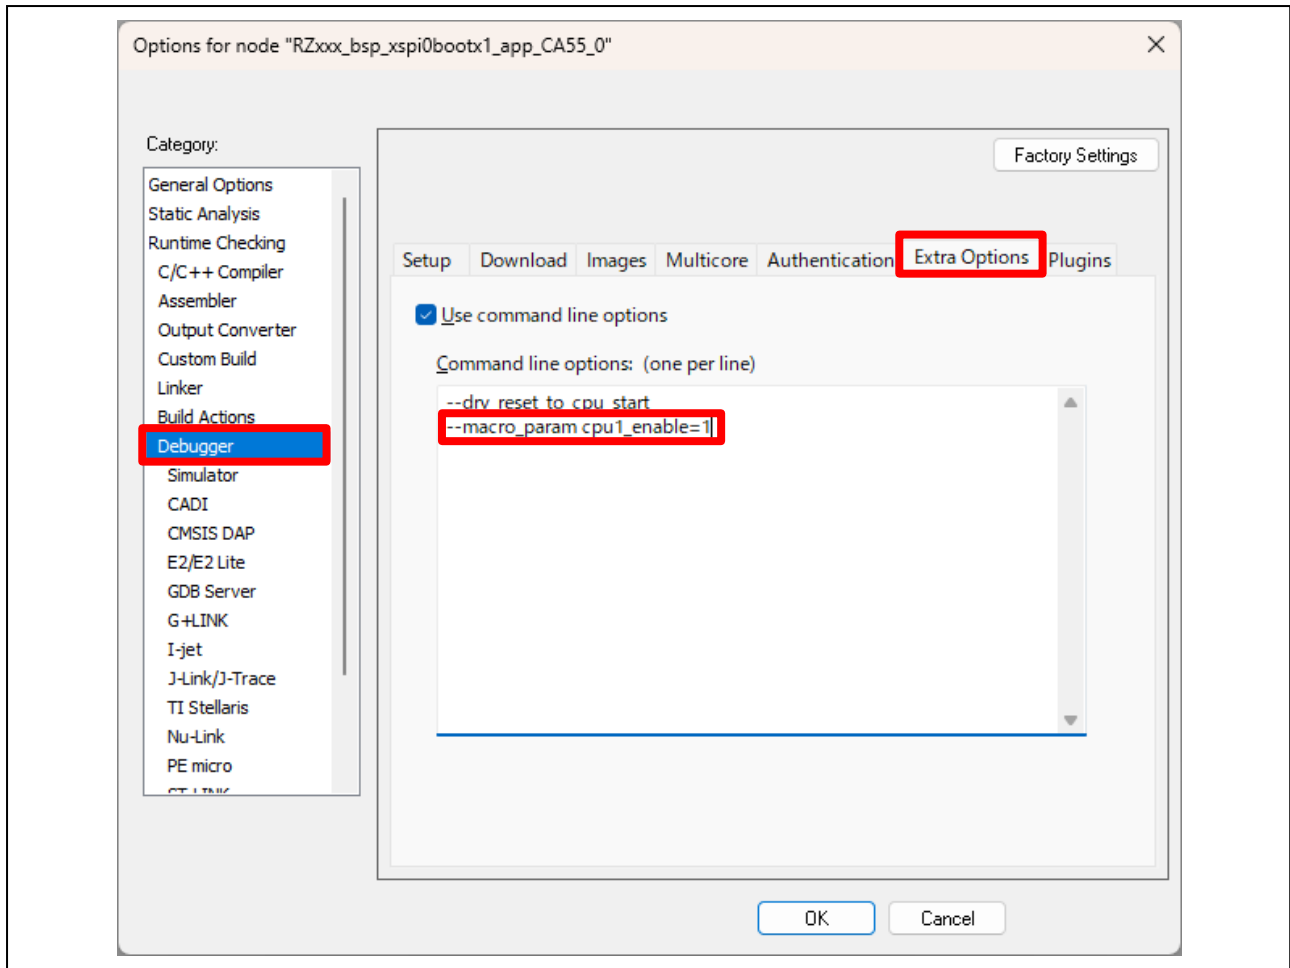 Options for node "RZxxx_bsp_xspi0bootx1_app_CA55_0"
Category:
Factory Settings
General Options
Static Analysis
Runtime Checking
C/C++ Compiler
Assembler
Output Converter
Custom Build
Linker
Build Actions
Debugger
Simulator
CADI
CMSIS DAP
E2/E2 Lite
GDB Server
G+LINK
I-jet
J-Link/J-Trace
TI Stellaris
Nu-Link
PE micro
ST-LINK
Setup Download Images Multicore Authentication Extra Options Plugins
Use command line options
Command line options: (one per line)
--drv_reset_to_cpu_start
--macro_param cpu1_enable=1
OK Cancel